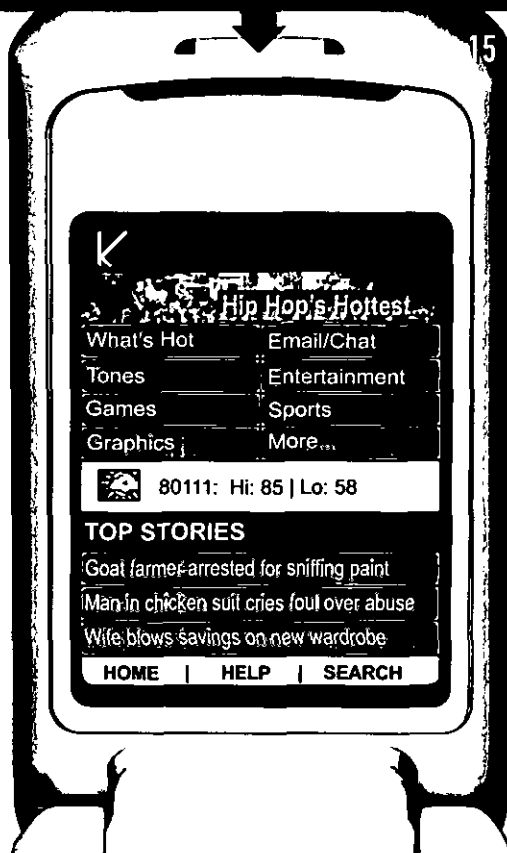 15
K
Hip Hop's Hottest...
What's Hot Email/Chat
Tones Entertainment
Games Sports
Graphics More...
80111: Hi: 85 | Lo: 58
TOP STORIES
Goat farmer arrested for sniffing paint
Man in chicken suit cries foul over abuse
Wife blows savings on new wardrobe
HOME | HELP | SEARCH